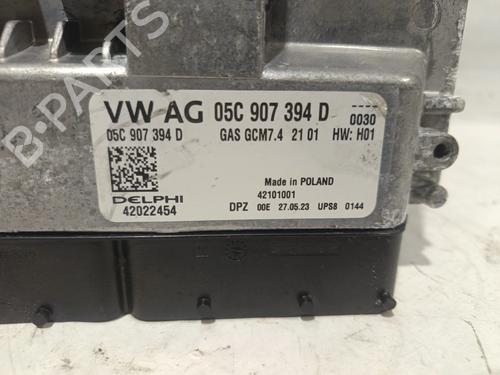 B-PARTS
VW AG 05C 907 394 D
0030
05C 907 394 D GAS GCM7.4 21 01 HW: H01
Made in POLAND
DELPHI 42101001
42022454 DPZ 00E 27.05.23 UPS8 0144